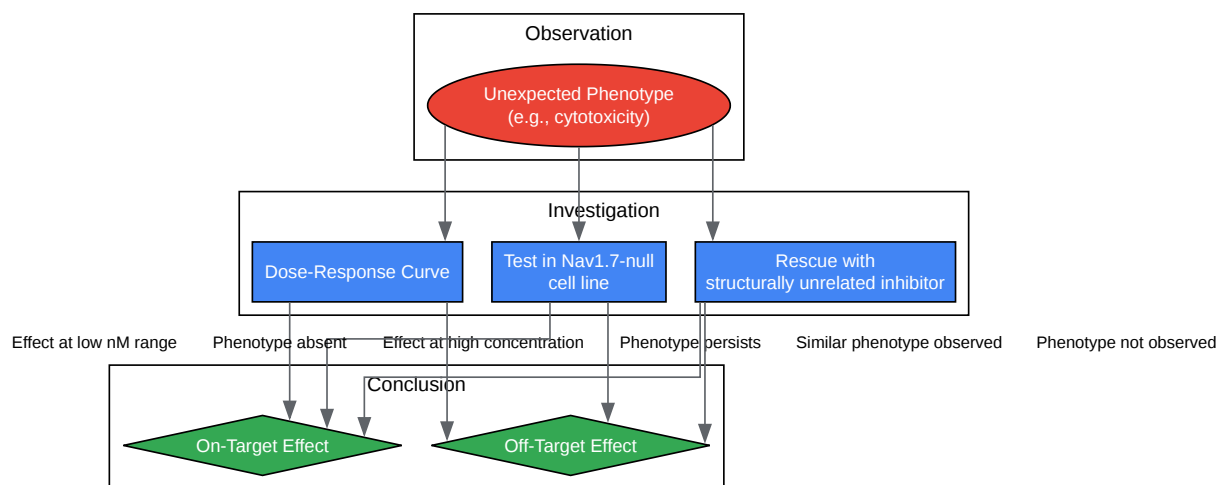 Observation
Unexpected Phenotype
(e.g., cytotoxicity)
Investigation
Dose-Response Curve
Test in Nav1.7-null
cell line
Rescue with
structurally unrelated inhibitor
Effect at low nM range
Phenotype absent
Effect at high concentration
Phenotype persists
Similar phenotype observed
Phenotype not observed
Conclusion
On-Target Effect
Off-Target Effect